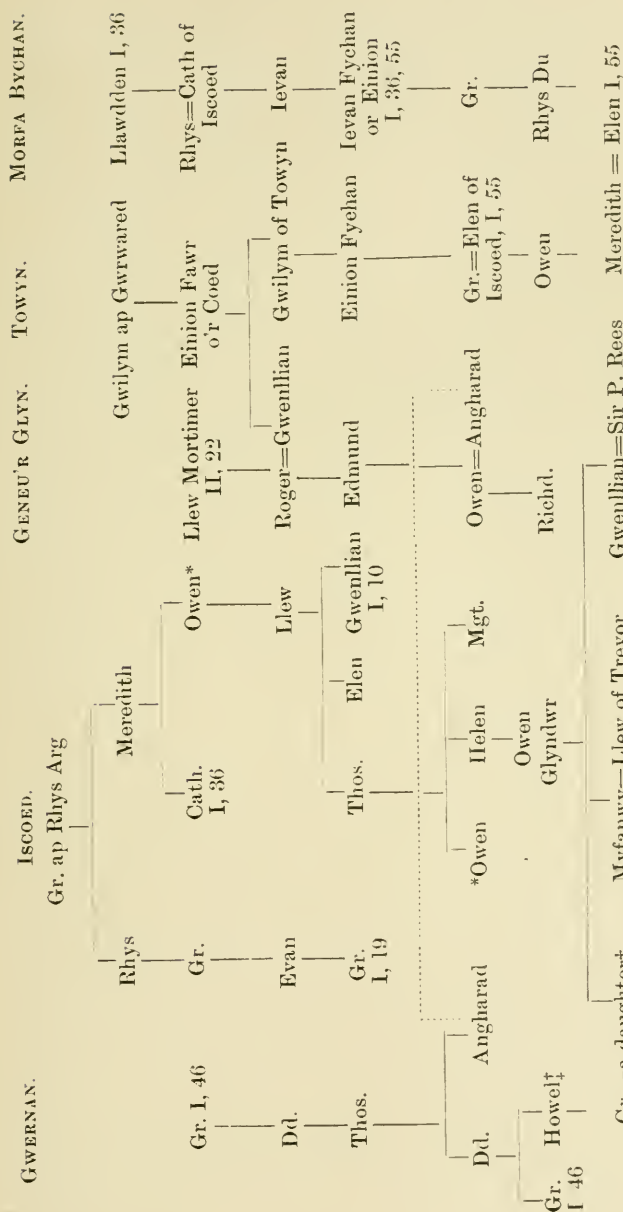 GWERNAN. ISCOED. GENEU'R GLYN. TOWYN. MORFA BYCHAN.
Gr. ap Rhys Arg
Rhys Meredith Gwilym ap Gwrwared Llawdden I, 36
Gr. I, 46 Gr. Cath. I, 36 Owen* Llew Mortimer II, 22 Einion Fawr o'r Coed Rhys=Cath of Iscoed
Dd. Evan Llew Roger=Gwenllian Gwilym of Towyn Ievan
Thos. Gr. I, 19 Thos. Elen Gwenllian I, 10 Edmund Einion Fychan Ievan Fychan or Einion I, 36, 55
Dd. Angharad *Owen Helen Mgt. Owen=Angharad Gr.=Elen of Iscoed, I, 55 Gr.
Gr. I 46 Howel‡ Owen Glyndwr Richd. Owen Rhys Du
a daughter† Myfanwy=Llew of Trevor Gwenllian=Sir P. Rees Meredith = Elen I, 55